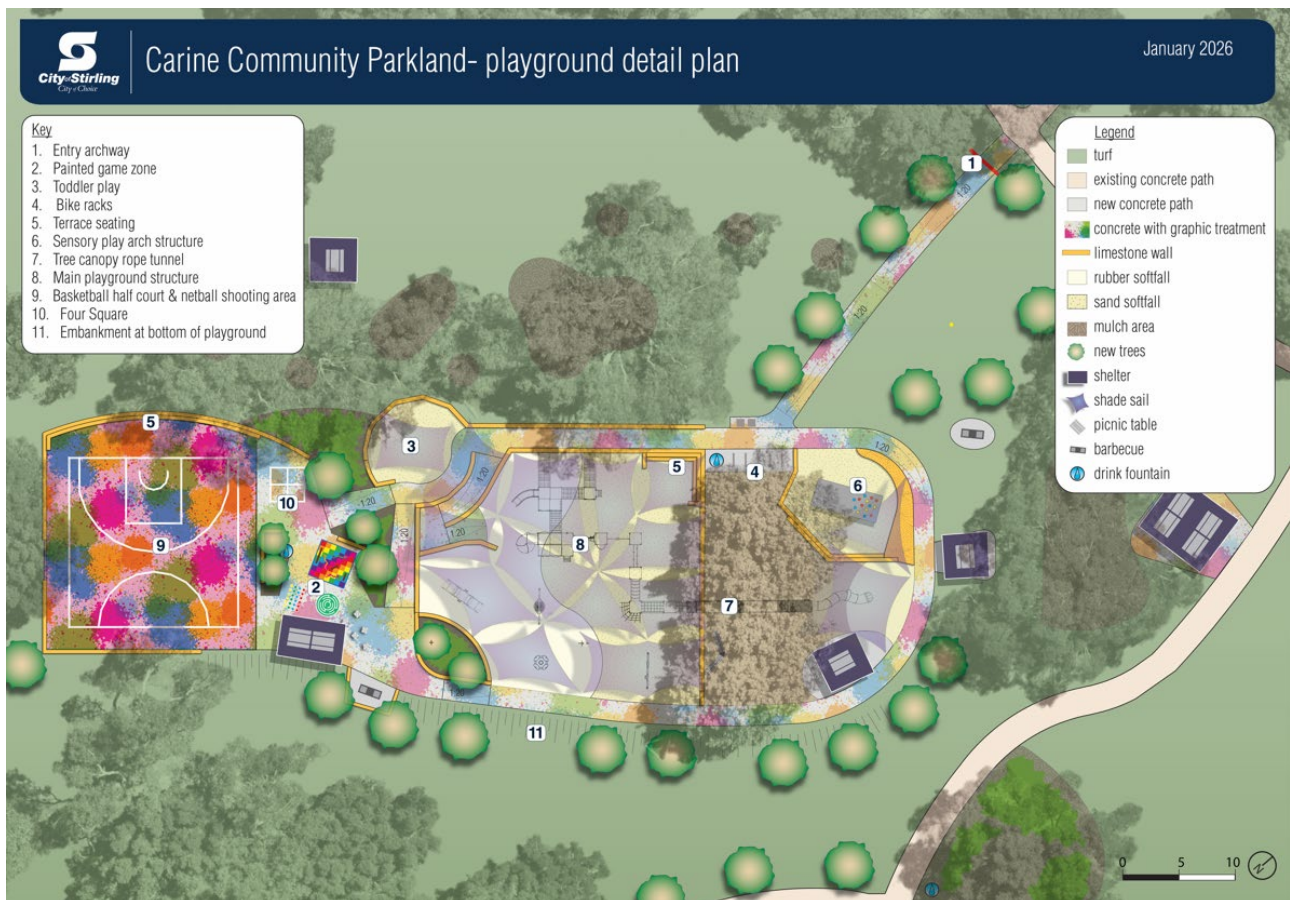 City of Stirling
City of Choice
Carine Community Parkland- playground detail plan
January 2026
Key
1. Entry archway
2. Painted game zone
3. Toddler play
4. Bike racks
5. Terrace seating
6. Sensory play arch structure
7. Tree canopy rope tunnel
8. Main playground structure
9. Basketball half court & netball shooting area
10. Four Square
11. Embankment at bottom of playground
Legend
turf
existing concrete path
new concrete path
concrete with graphic treatment
limestone wall
rubber softfall
sand softfall
mulch area
new trees
shelter
shade sail
picnic table
barbecue
drink fountain
1
1:20
1:20
5
3
1:20
5
4
1:20
6
10
1:20
1:20
1:20
9
8
2
7
1:20
11
0 5 10
N